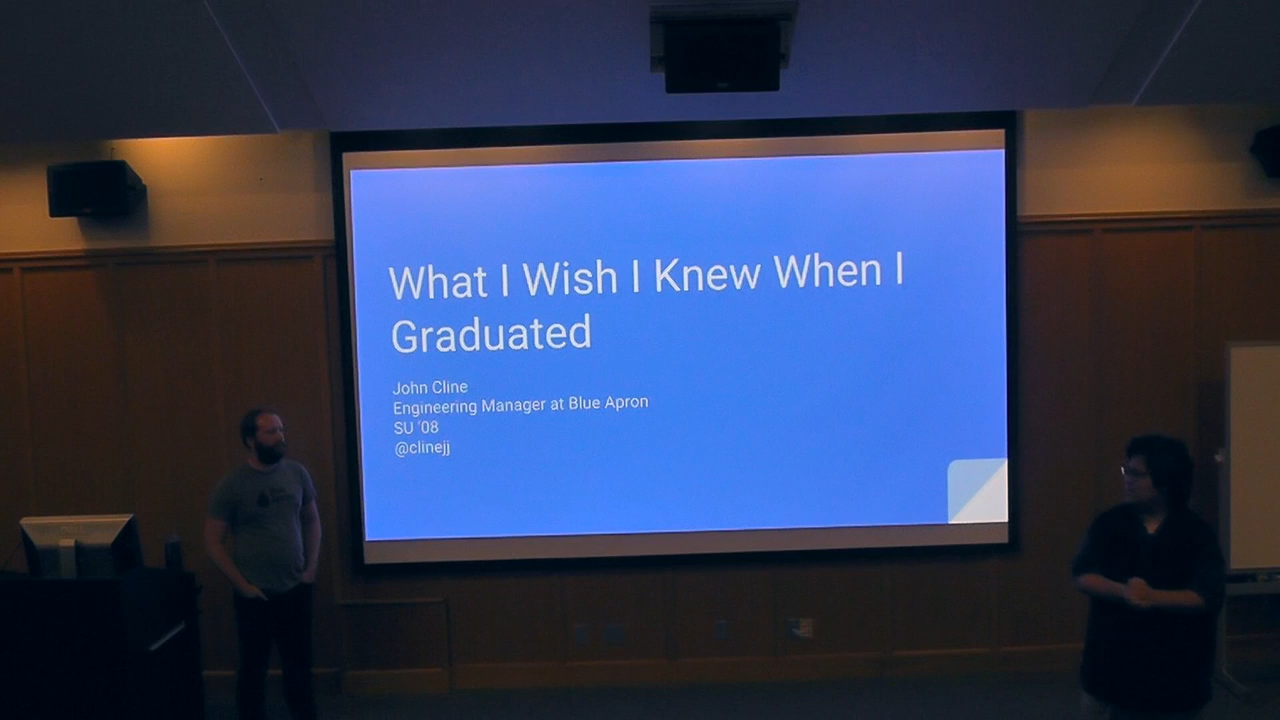 What I Wish I Knew When I
Graduated
John Cline
Engineering Manager at Blue Apron
SU '08
@clinejj